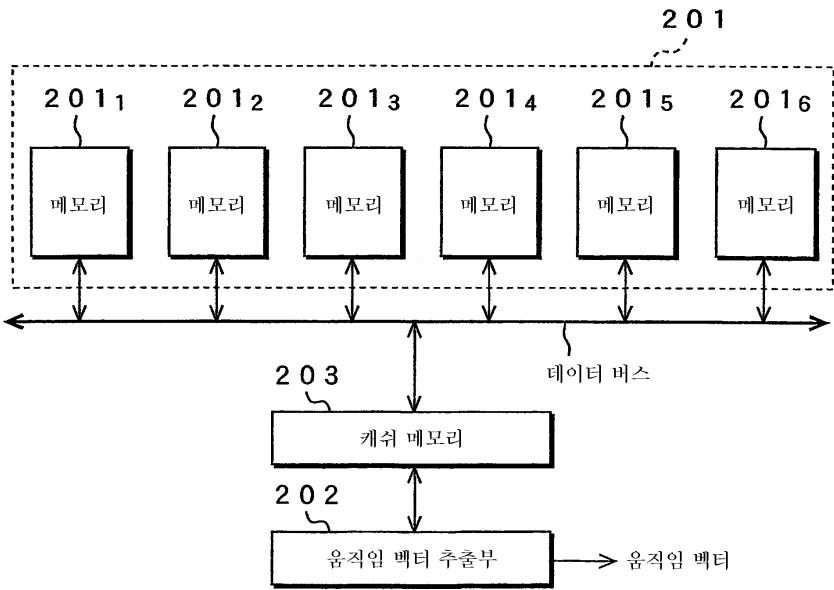 201
201₁ 201₂ 201₃ 201₄ 201₅ 201₆
메모리 메모리 메모리 메모리 메모리 메모리
데이터 버스
203
캐쉬 메모리
202
움직임 벡터 추출부 움직임 벡터